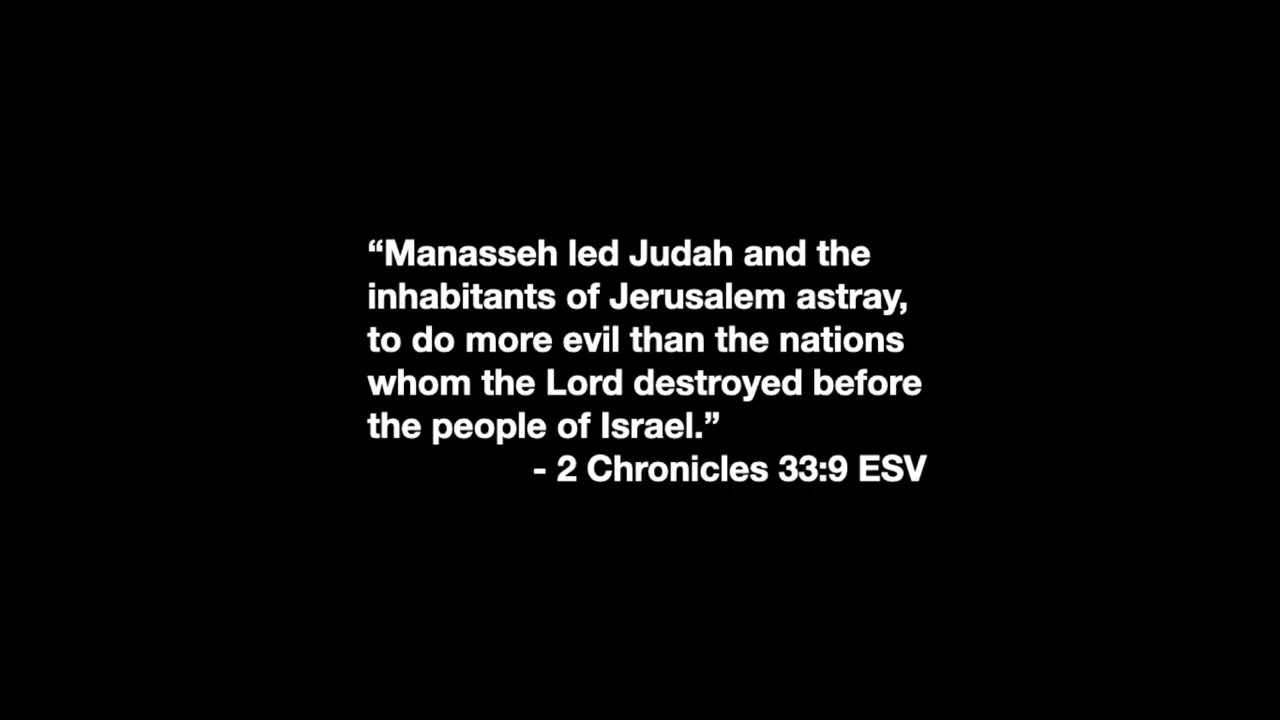 “Manasseh led Judah and the
inhabitants of Jerusalem astray,
to do more evil than the nations
whom the Lord destroyed before
the people of Israel.”
- 2 Chronicles 33:9 ESV